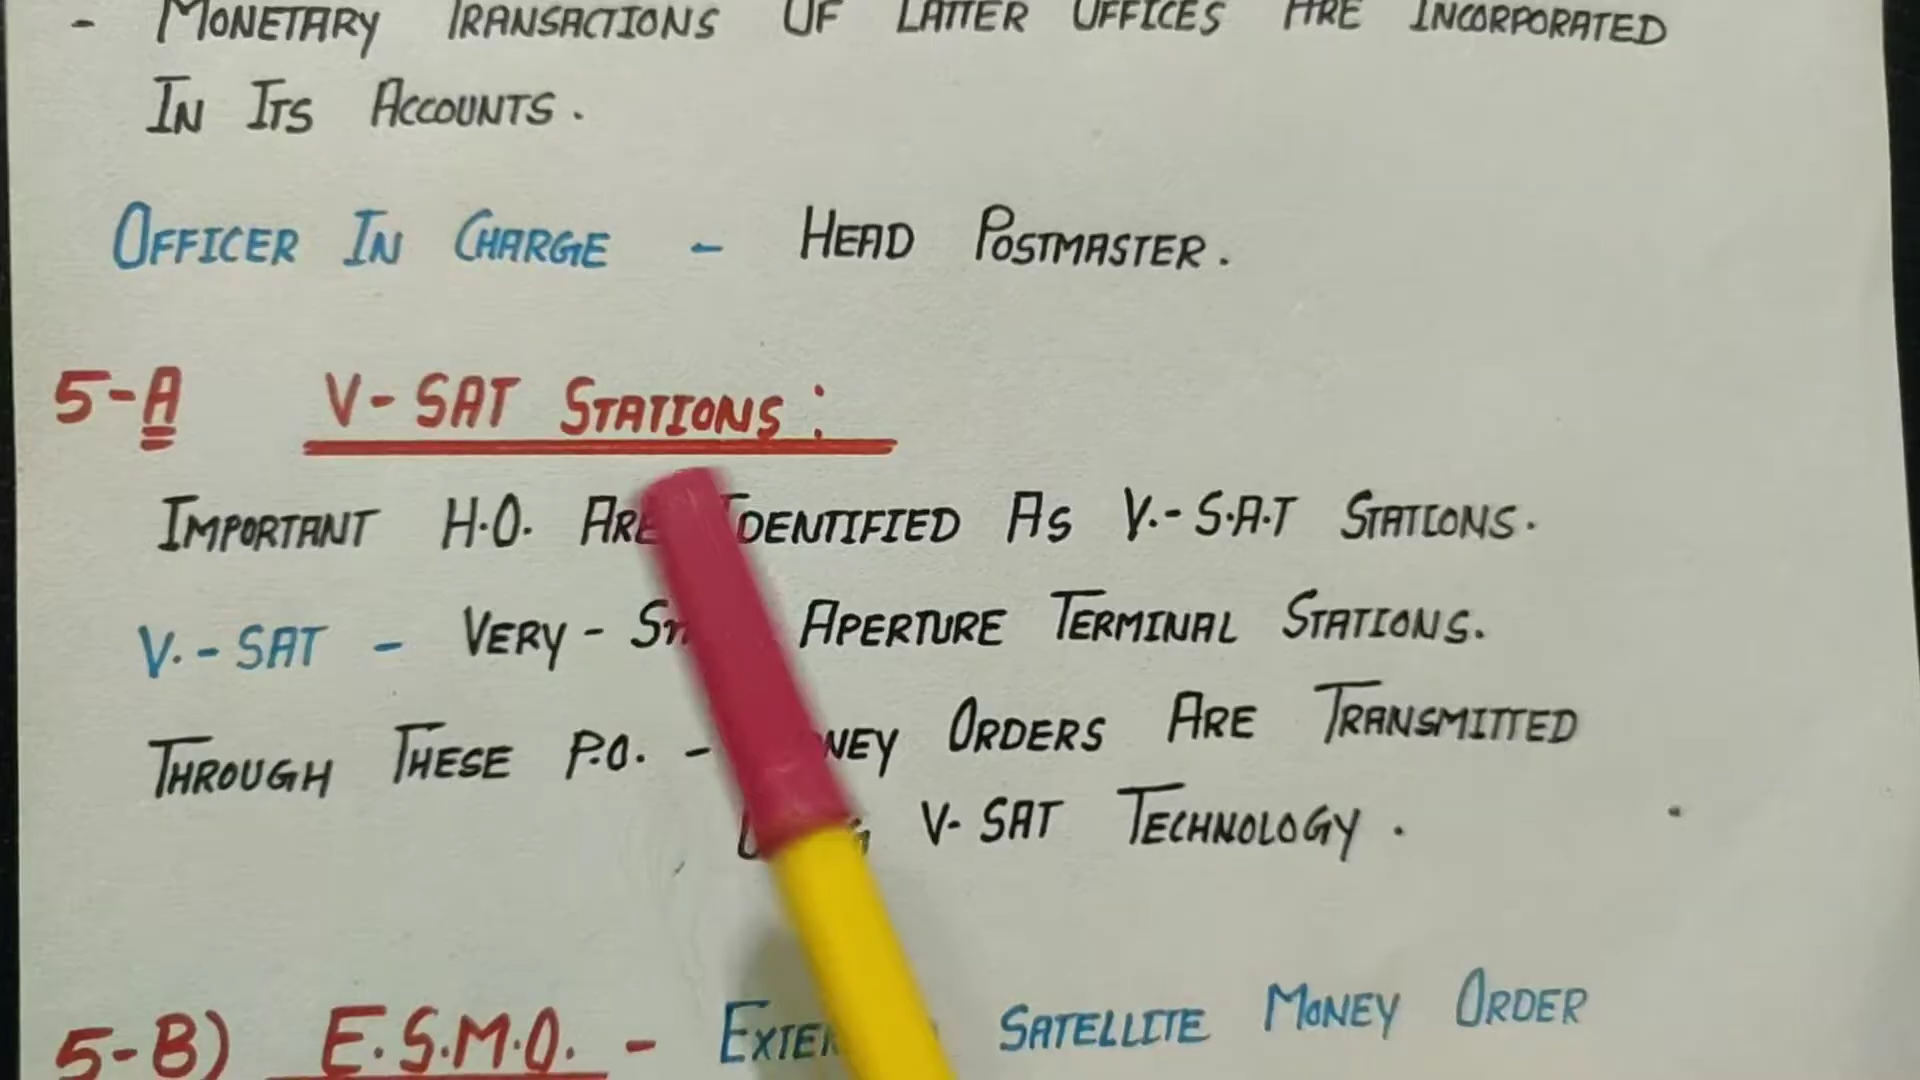 - MONETARY TRANSACTIONS OF LATTER OFFICES ARE INCORPORATED
IN ITS ACCOUNTS.
OFFICER IN CHARGE - HEAD POSTMASTER.
5-A V-SAT STATIONS:
IMPORTANT H.O. ARE IDENTIFIED AS V.-S.A.T STATIONS.
V.-SAT - VERY- APERTURE TERMINAL STATIONS.
THROUGH THESE P.O. - ORDERS ARE TRANSMITTED
V-SAT TECHNOLOGY.
5-B) E.S.M.O. - SATELLITE MONEY ORDER